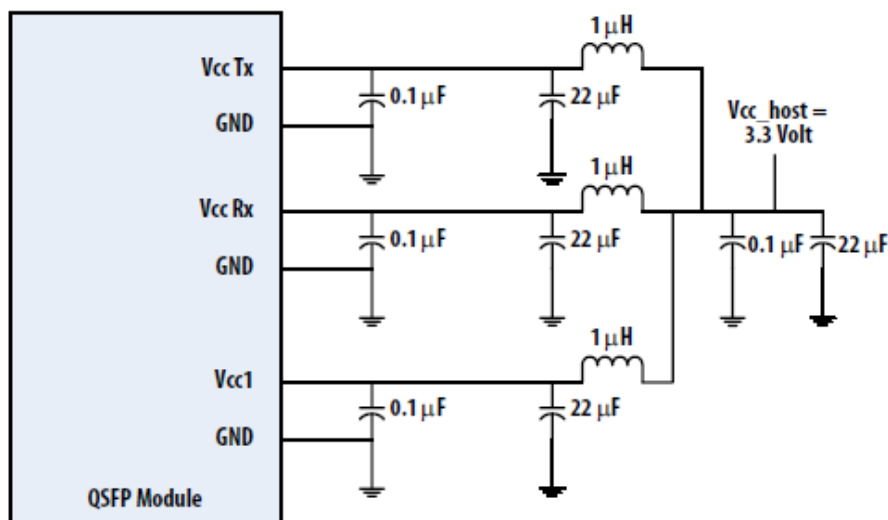 1 μH
Vcc Tx
0.1 μF
22 μF
GND
Vcc_host =
3.3 Volt
1 μH
Vcc Rx
0.1 μF
22 μF
0.1 μF
22 μF
GND
1 μH
Vcc1
0.1 μF
22 μF
GND
QSFP Module